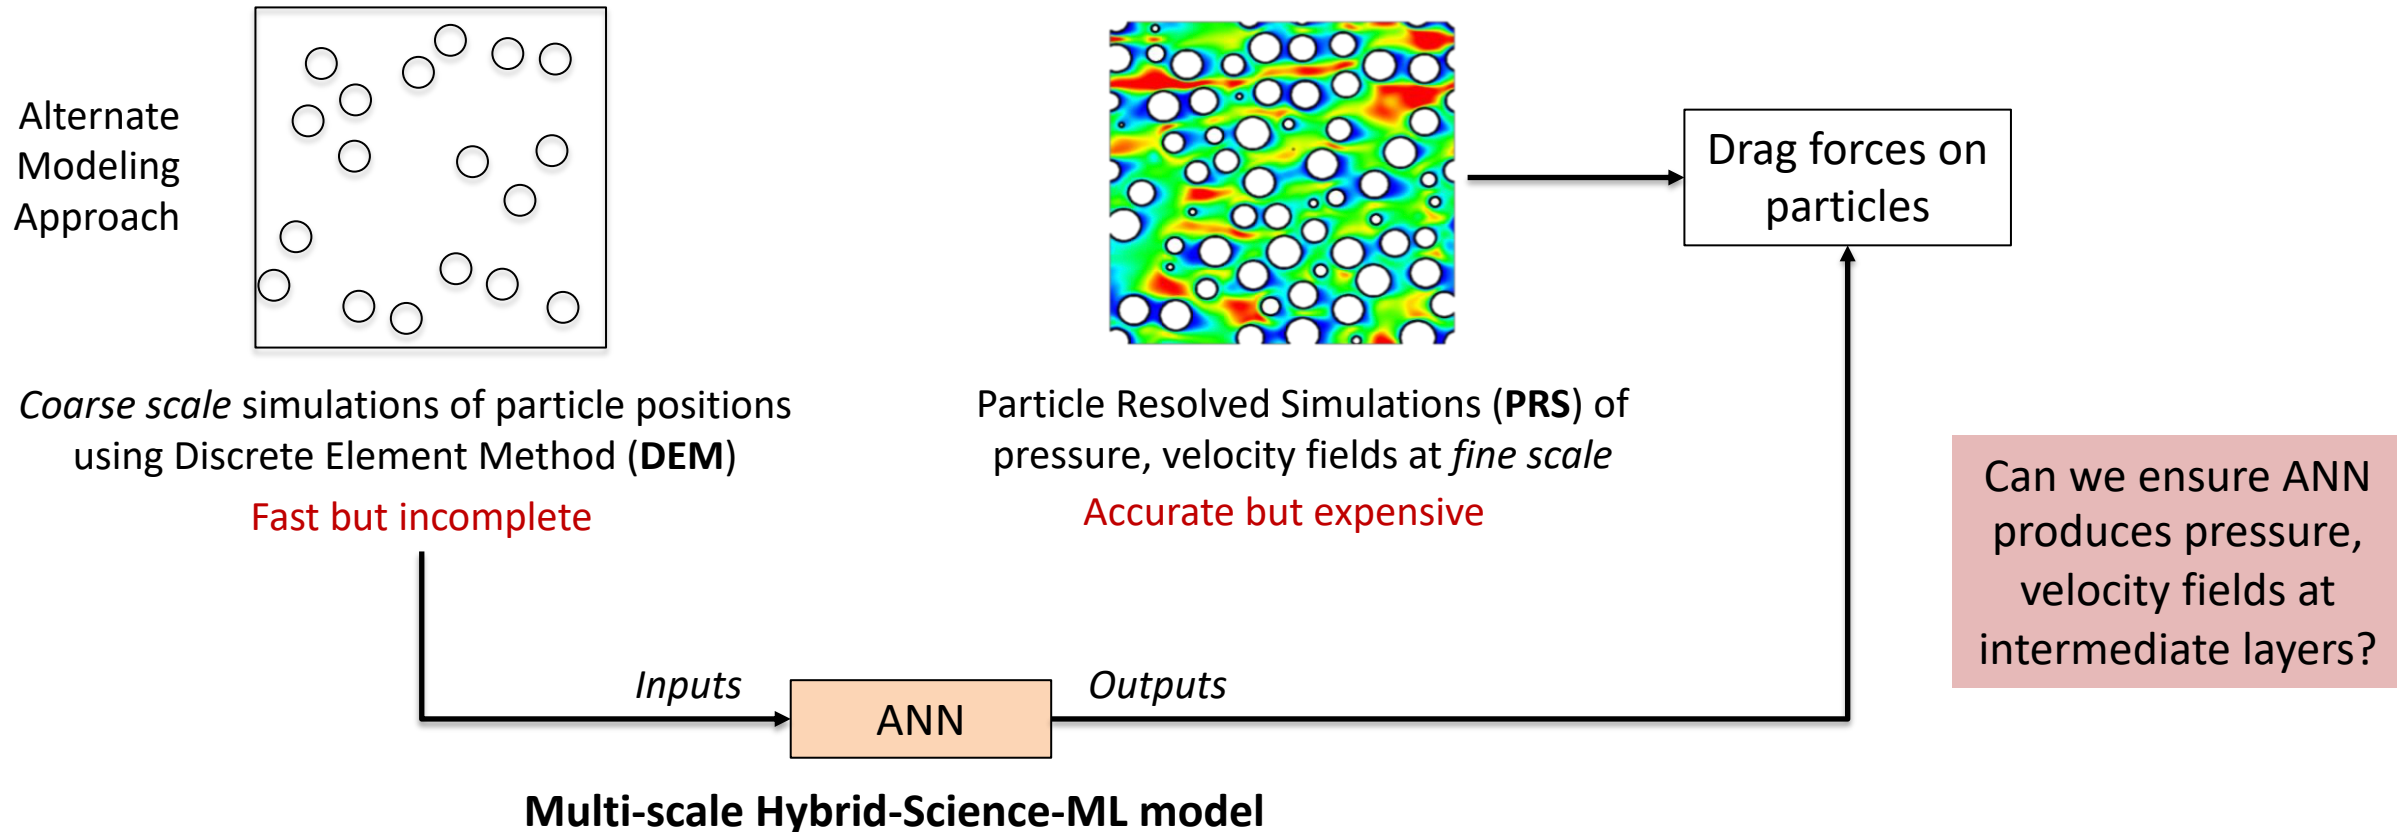 Alternate
Modeling
Approach
Drag forces on
particles
Coarse scale simulations of particle positions
using Discrete Element Method (DEM)
Fast but incomplete
Particle Resolved Simulations (PRS) of
pressure, velocity fields at fine scale
Accurate but expensive
Can we ensure ANN
produces pressure,
velocity fields at
intermediate layers?
Inputs
ANN
Outputs
Multi-scale Hybrid-Science-ML model